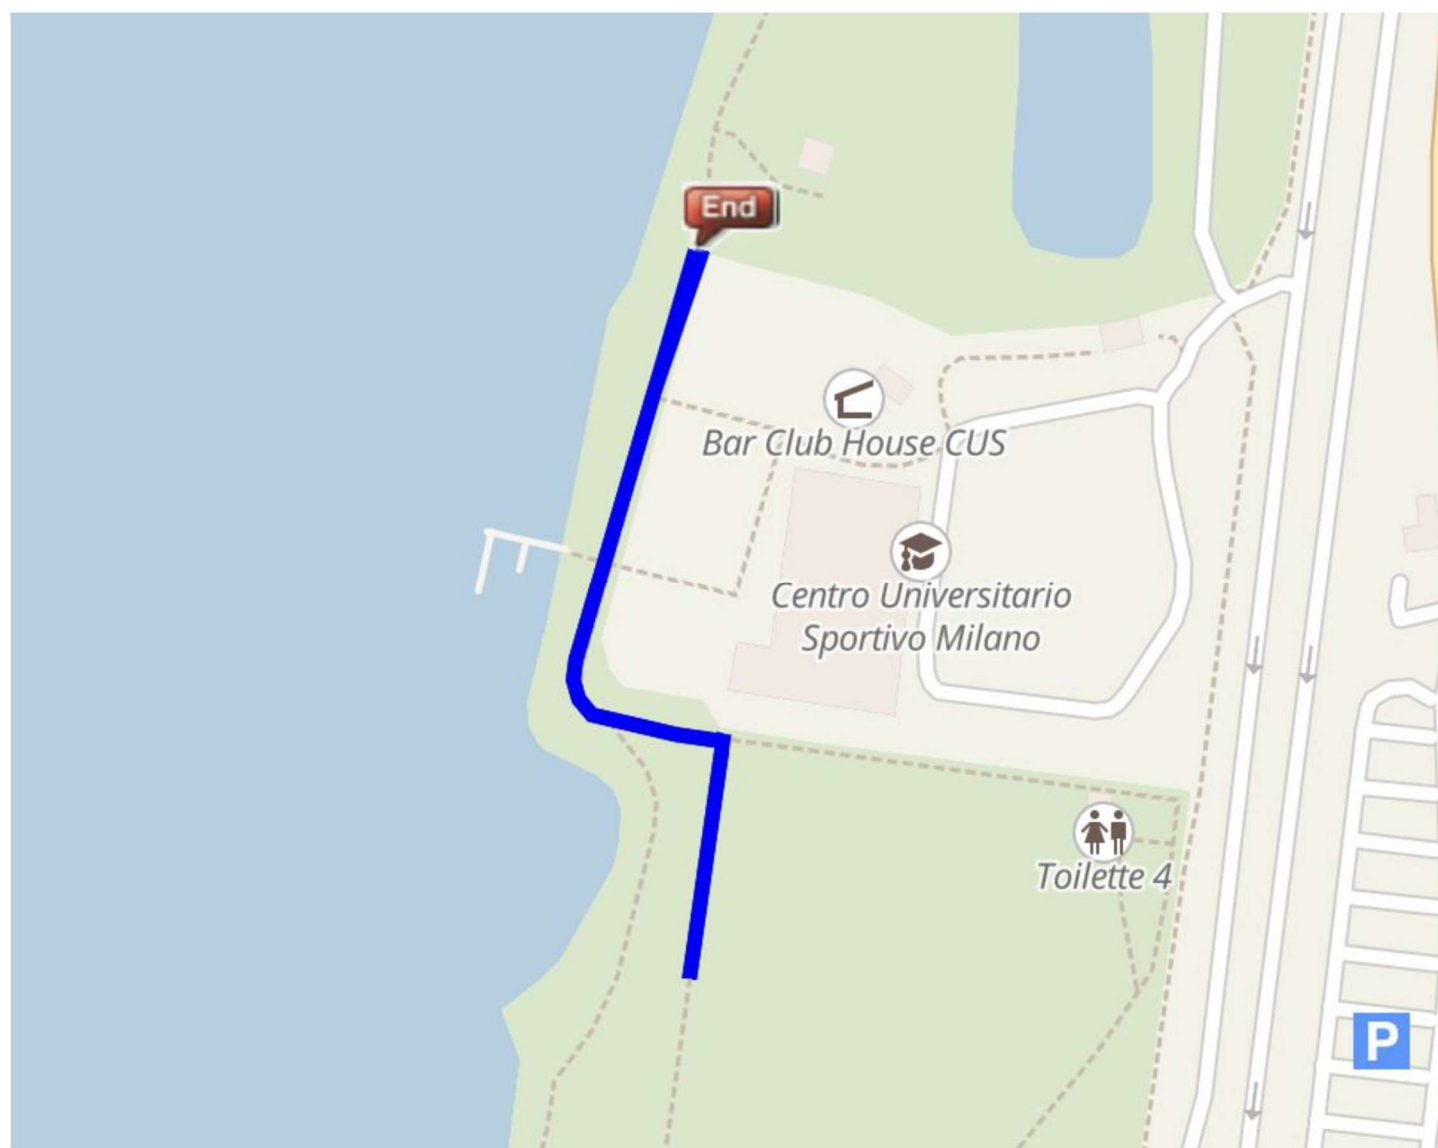 End
Bar Club House CUS
Centro Universitario
Sportivo Milano
Toilette 4
P